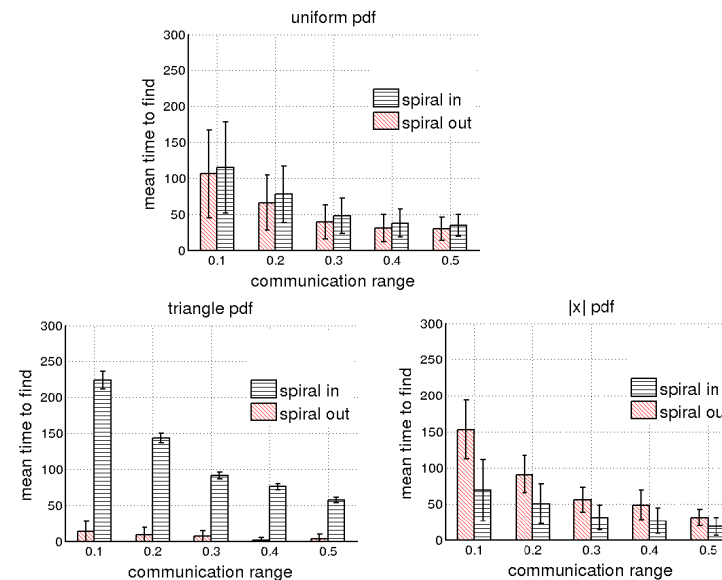 uniform pdf
300
250
200
150
100
50
0
mean time to find
spiral in
spiral out
0.1 0.2 0.3 0.4 0.5
communication range
triangle pdf
300
250
200
150
100
50
0
mean time to find
spiral in
spiral out
0.1 0.2 0.3 0.4 0.5
communication range
|x| pdf
300
250
200
150
100
50
0
mean time to find
spiral in
spiral ou
0.1 0.2 0.3 0.4 0.5
communication range